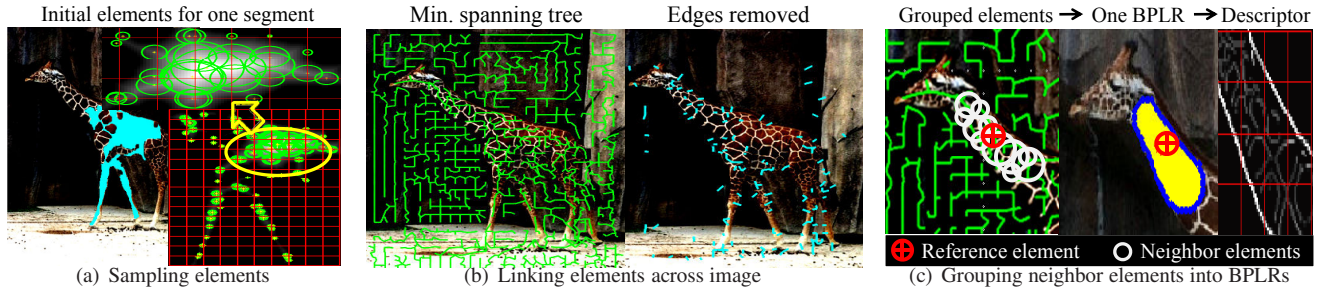 Initial elements for one segment
Min. spanning tree
Edges removed
Grouped elements → One BPLR → Descriptor
Reference element
Neighbor elements
(a) Sampling elements
(b) Linking elements across image
(c) Grouping neighbor elements into BPLRs